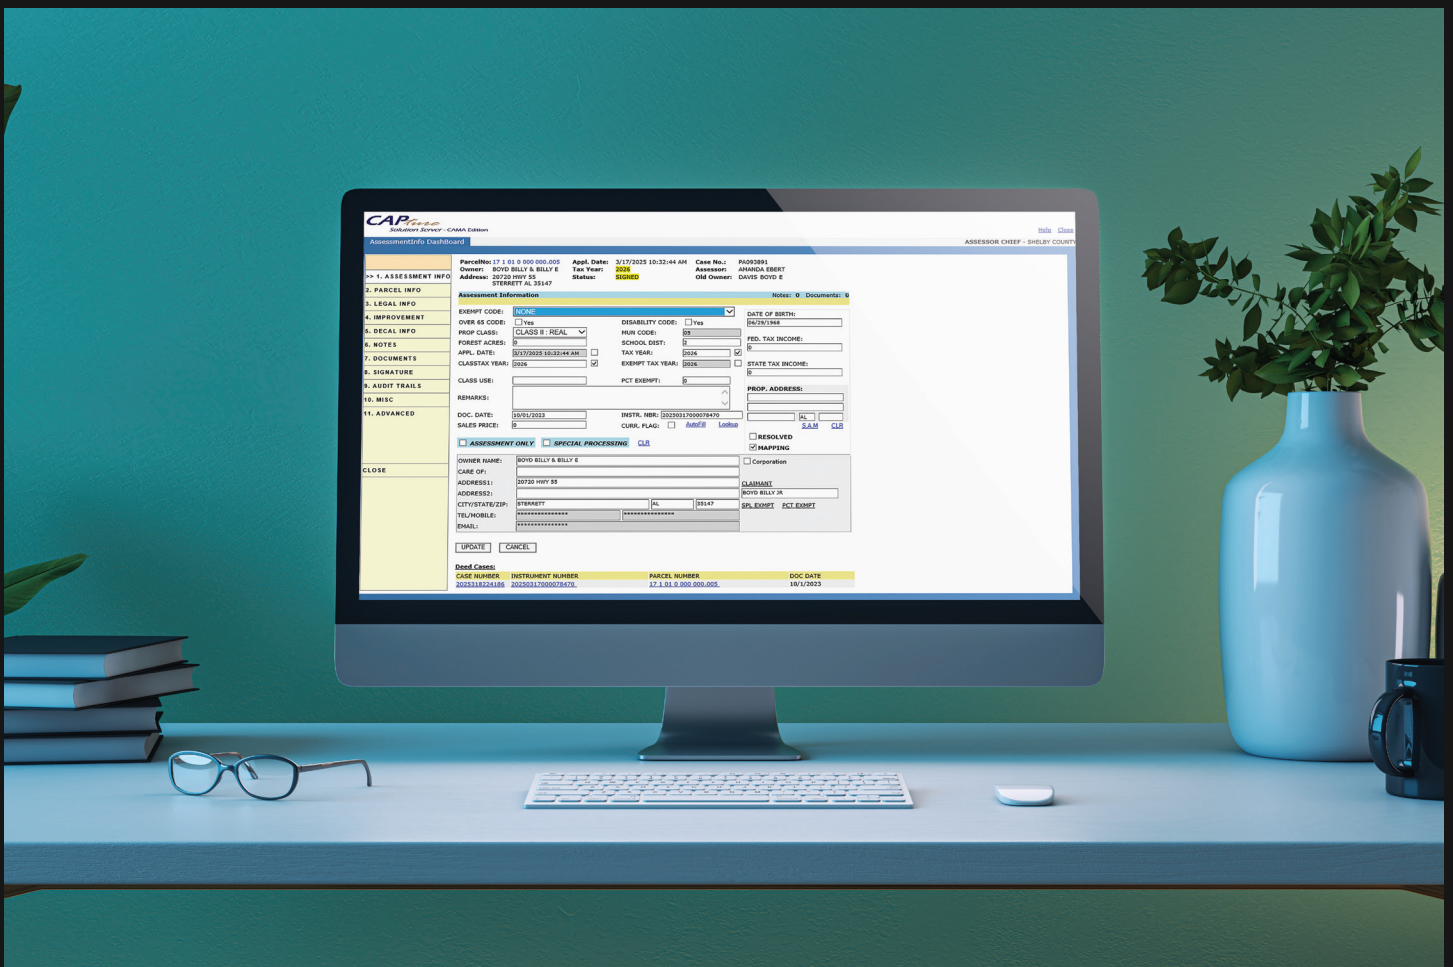 CAPture
Solution Server - CAMA Edition
Help Close
AssessmentInfo DashBoard
ASSESSOR CHIEF - SHELBY COUNTY
>> 1. ASSESSMENT INFO
2. PARCEL INFO
3. LEGAL INFO
4. IMPROVEMENT
5. DECAL INFO
6. NOTES
7. DOCUMENTS
8. SIGNATURE
9. AUDIT TRAILS
10. MISC
11. ADVANCED
CLOSE
ParcelNo: 17 1 01 0 000 000.005 Appl. Date: 3/17/2025 10:32:44 AM Case No.: PA093891
Owner: BOYD BILLY & BILLY E Tax Year: 2026 Assessor: AMANDA EBERT
Address: 20720 HWY 55 Status: SIGNED Old Owner: DAVIS BOYD E
STERRETT AL 35147
Assessment Information Notes: 0 Documents: 0
EXEMPT CODE: NONE
OVER 65 CODE: Yes DISABILITY CODE: Yes
PROP CLASS: CLASS II : REAL MUN CODE: 05
FOREST ACRES: 0 SCHOOL DIST: 2
APPL. DATE: 3/17/2025 10:32:44 AM TAX YEAR: 2026
CLASSTAX YEAR: 2026 EXEMPT TAX YEAR: 2026
CLASS USE: PCT EXEMPT: 0
REMARKS:
DOC. DATE: 10/01/2023 INSTR. NBR: 20250317000078470
SALES PRICE: 0 CURR. FLAG: AutoFill Lookup
ASSESSMENT ONLY SPECIAL PROCESSING CLR
DATE OF BIRTH:
06/29/1968
FED. TAX INCOME:
0
STATE TAX INCOME:
0
PROP. ADDRESS:
AL
S.A.M CLR
RESOLVED
MAPPING
OWNER NAME: BOYD BILLY & BILLY E
CARE OF:
ADDRESS1: 20720 HWY 55
ADDRESS2:
CITY/STATE/ZIP: STERRETT AL 35147
TEL/MOBILE: *************** ***************
EMAIL: ***************
Corporation
CLAIMANT
BOYD BILLY JR
SPL EXMPT PCT EXMPT
UPDATE CANCEL
Deed Cases:
CASE NUMBER INSTRUMENT NUMBER PARCEL NUMBER DOC DATE
2025318224186 20250317000078470 17 1 01 0 000 000.005 10/1/2023